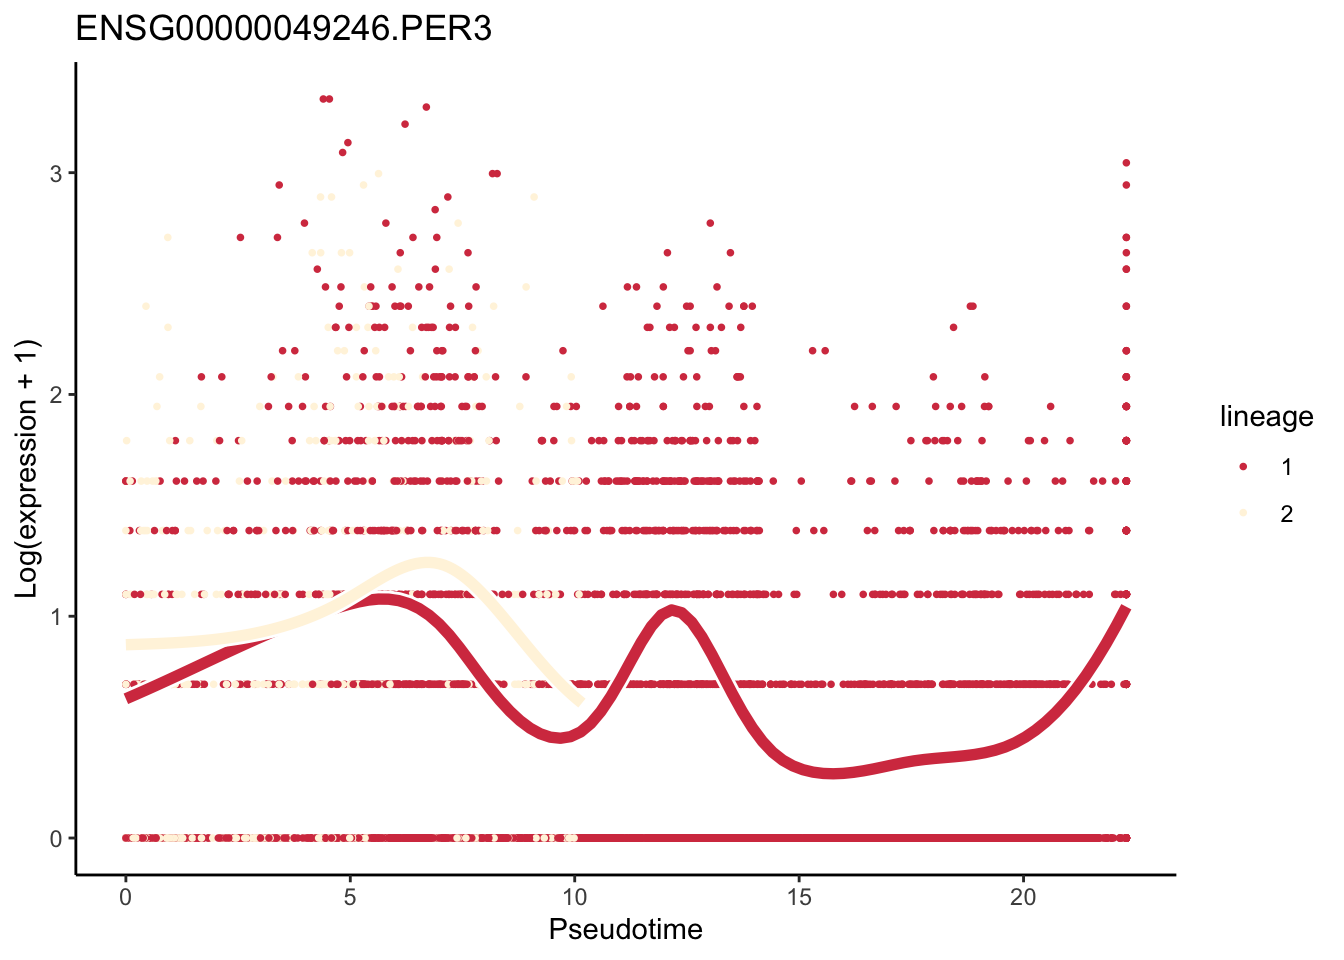 ENSG00000049246.PER3
Log(expression + 1)
3
2
1
0
0 5 10 15 20
Pseudotime
lineage
1
2